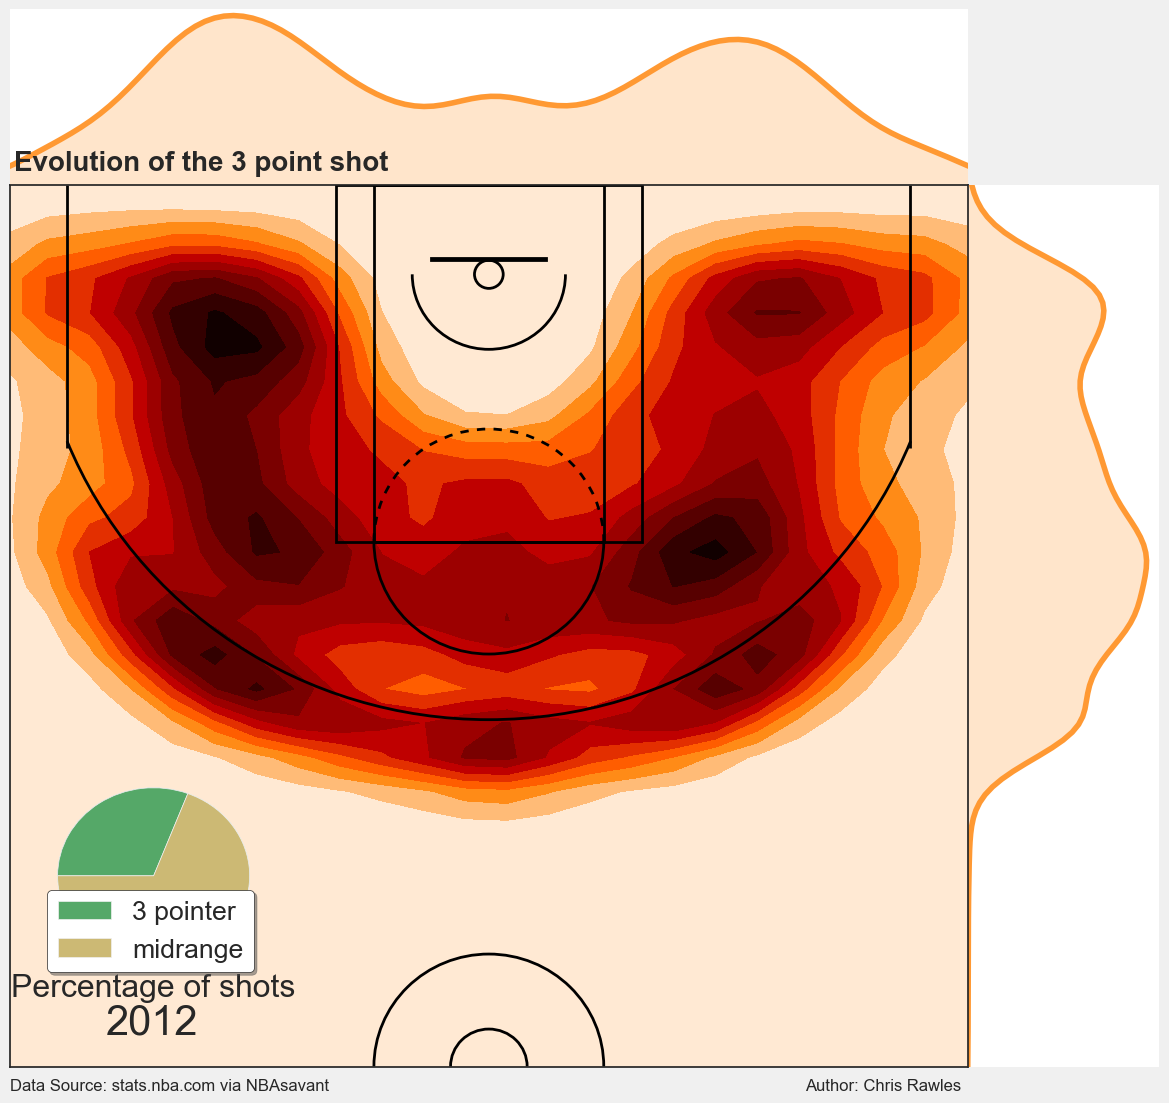 Evolution of the 3 point shot
3 pointer
midrange
Percentage of shots
2012
Data Source: stats.nba.com via NBAsavant
Author: Chris Rawles